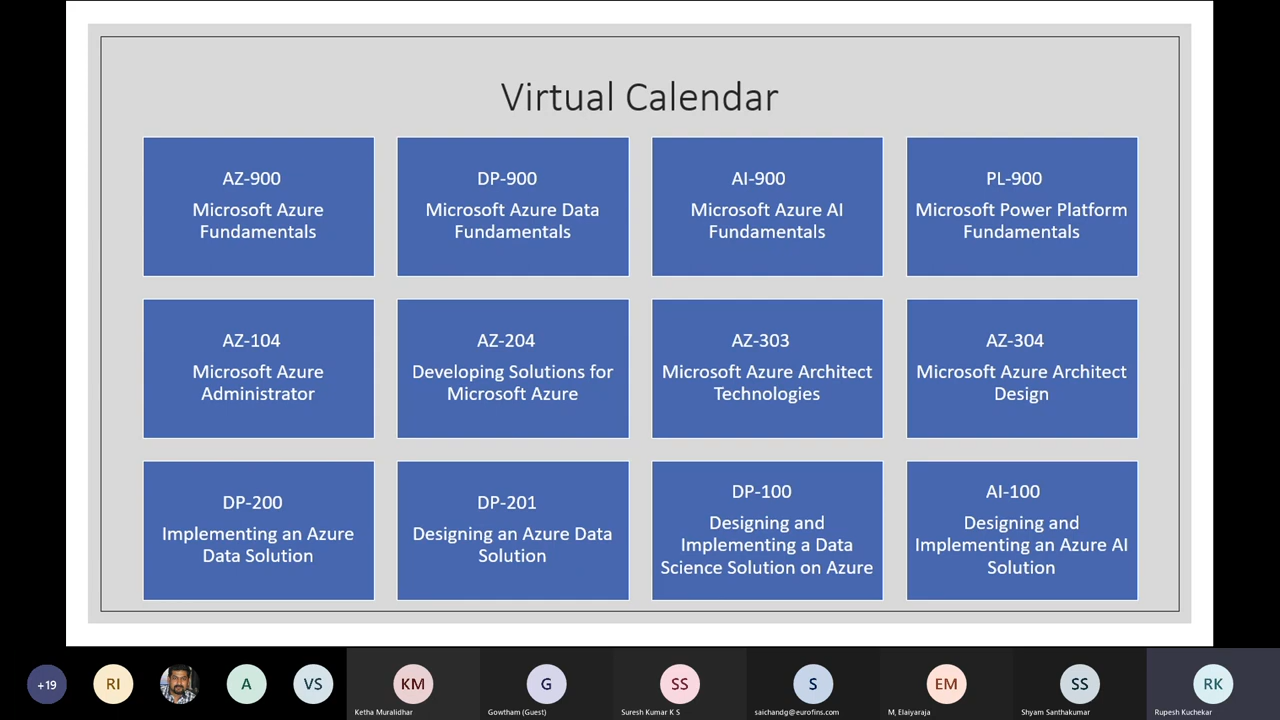 Virtual Calendar
AZ-900
Microsoft Azure
Fundamentals
DP-900
Microsoft Azure Data
Fundamentals
AI-900
Microsoft Azure AI
Fundamentals
PL-900
Microsoft Power Platform
Fundamentals
AZ-104
Microsoft Azure
Administrator
AZ-204
Developing Solutions for
Microsoft Azure
AZ-303
Microsoft Azure Architect
Technologies
AZ-304
Microsoft Azure Architect
Design
DP-200
Implementing an Azure
Data Solution
DP-201
Designing an Azure Data
Solution
DP-100
Designing and
Implementing a Data
Science Solution on Azure
AI-100
Designing and
Implementing an Azure AI
Solution
+19
RI
A
VS
KM
Ketha Muralidhar
G
Gowtham (Guest)
SS
Suresh Kumar K S
S
saichandg@eurofins.com
EM
M, Elaiyaraja
SS
Shyam Santhakumar
RK
Rupesh Kuchekar